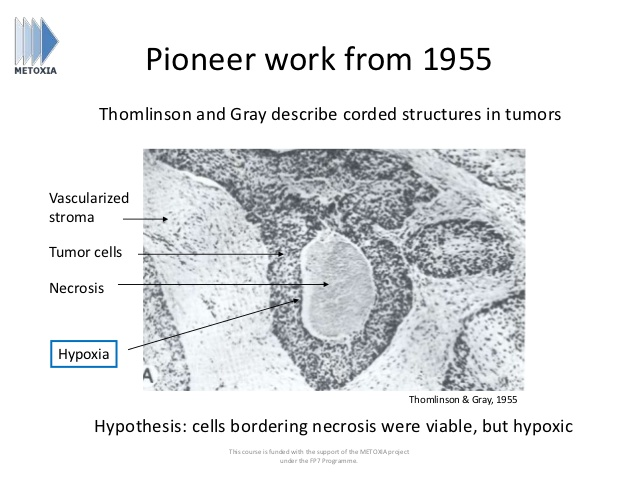 METOXIA
Pioneer work from 1955
Thomlinson and Gray describe corded structures in tumors
Vascularized
stroma
Tumor cells
Necrosis
Hypoxia
A
Thomlinson & Gray, 1955
Hypothesis: cells bordering necrosis were viable, but hypoxic
This course is funded with the support of the METOXIA project
under the FP7 Programme.